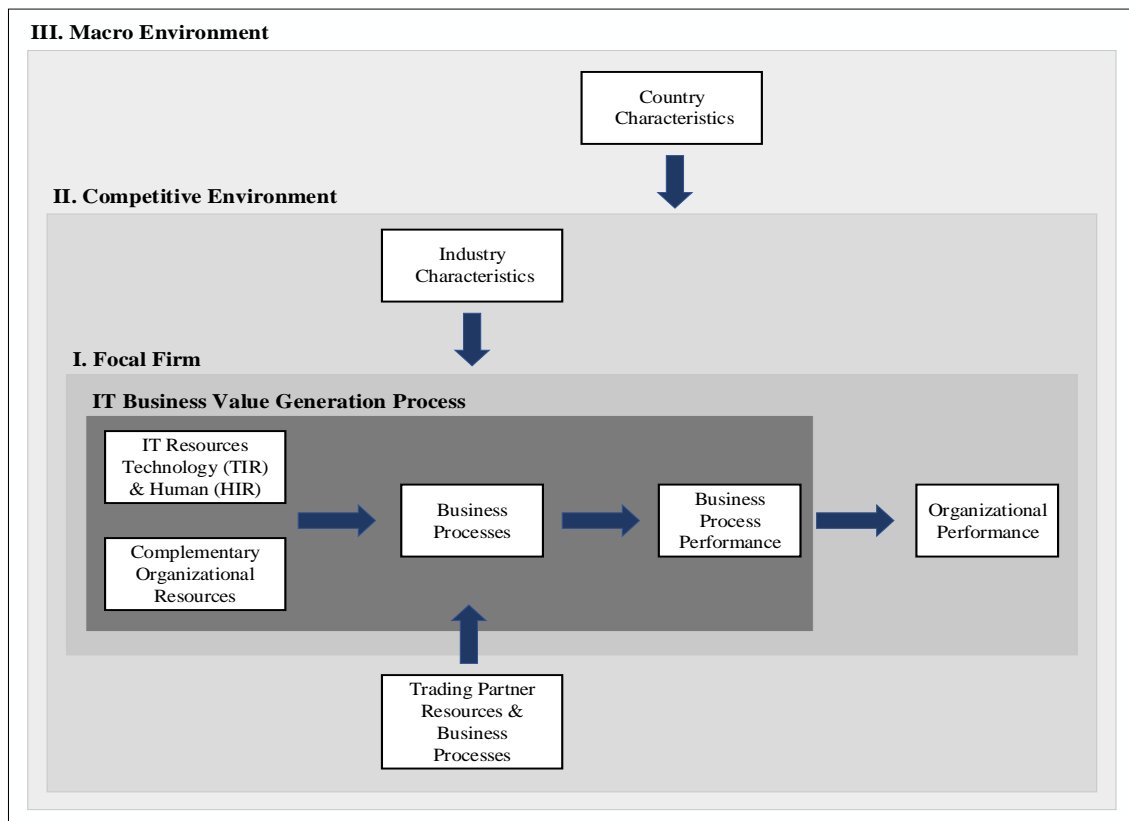 III. Macro Environment
Country
Characteristics
II. Competitive Environment
Industry
Characteristics
I. Focal Firm
IT Business Value Generation Process
IT Resources
Technology (TIR)
& Human (HIR)
Complementary
Organizational
Resources
Business
Processes
Business
Process
Performance
Organizational
Performance
Trading Partner
Resources &
Business
Processes